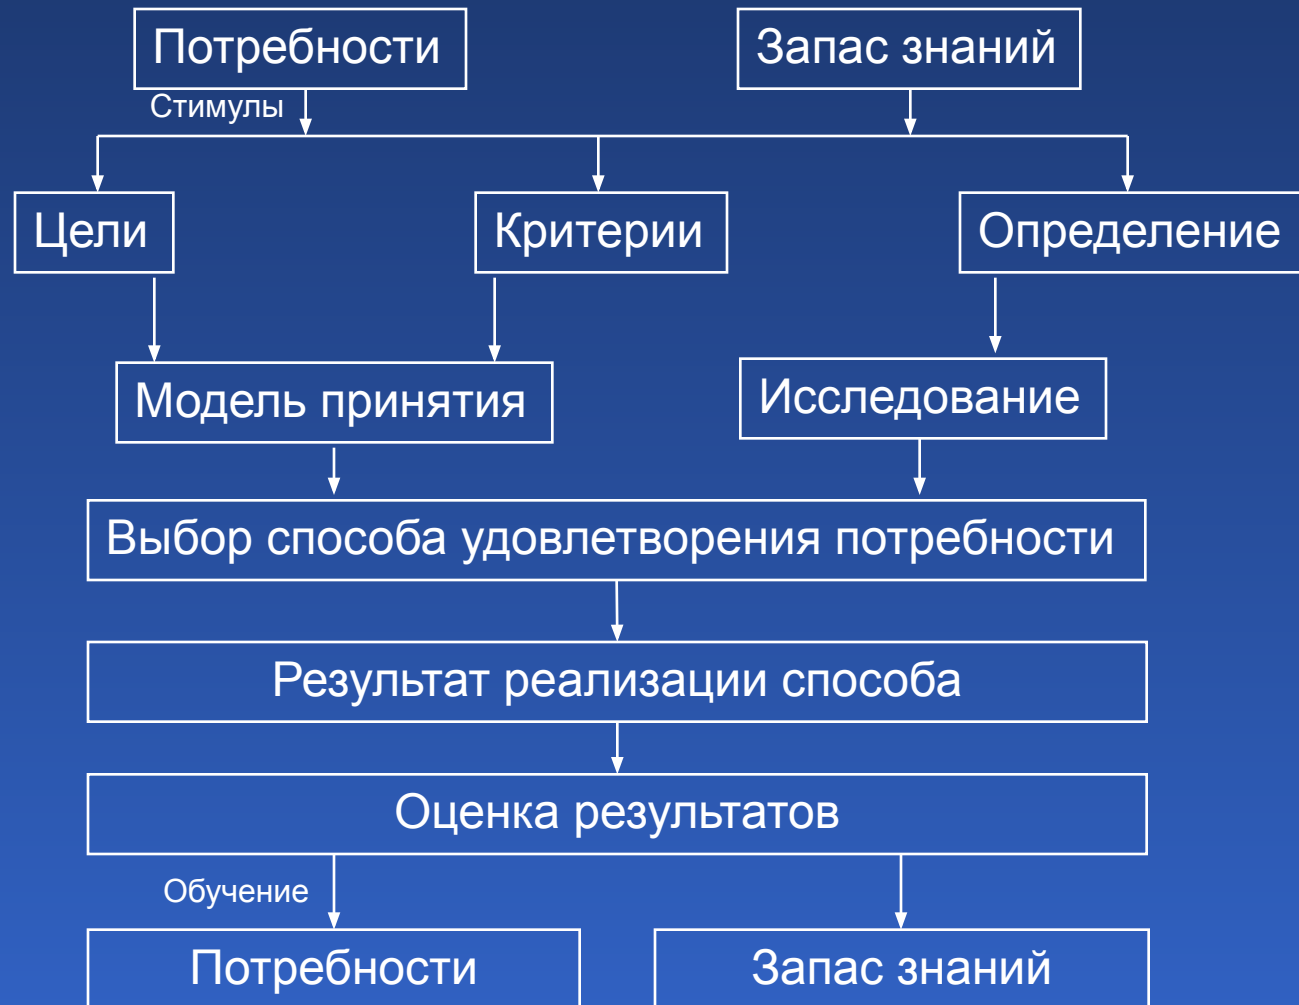 Потребности
Запас знаний
Стимулы
Цели
Критерии
Определение
Модель принятия
Исследование
Выбор способа удовлетворения потребности
Результат реализации способа
Оценка результатов
Обучение
Потребности
Запас знаний